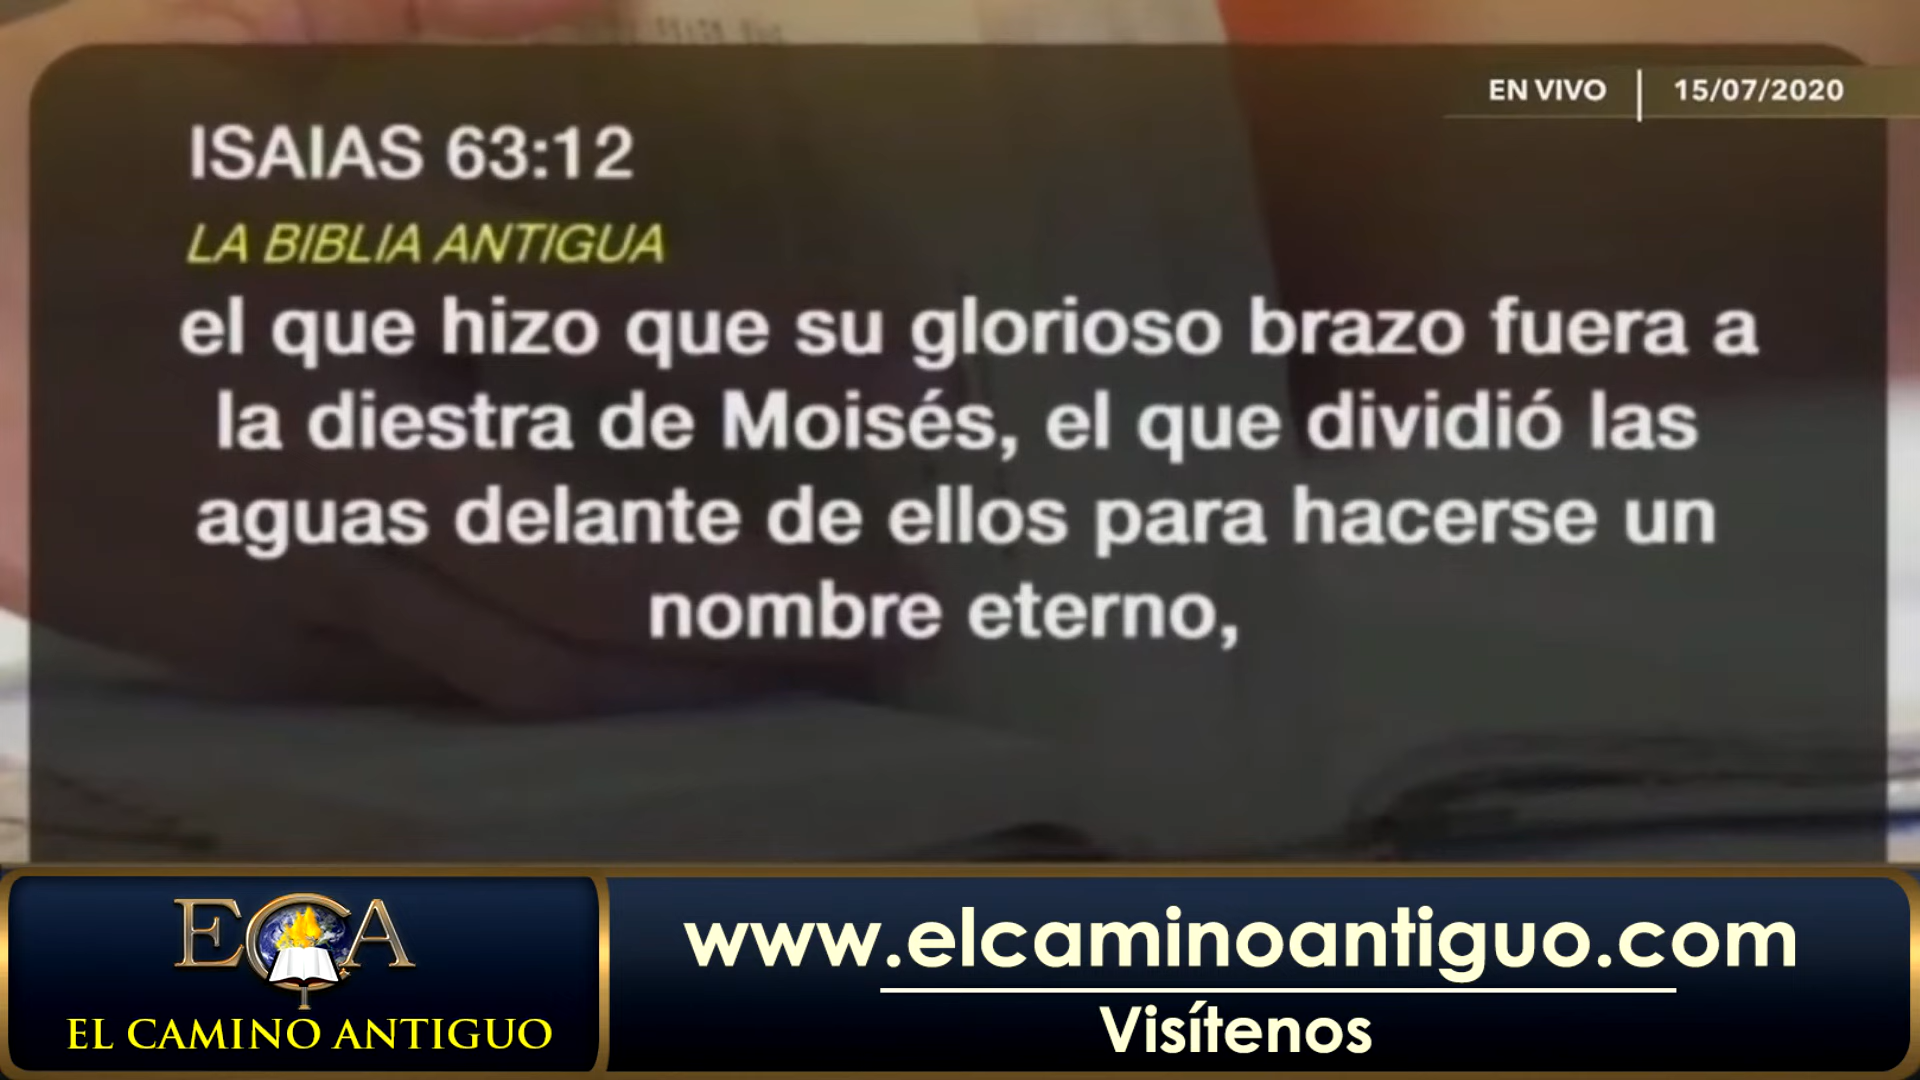 EN VIVO | 15/07/2020
ISAIAS 63:12
LA BIBLIA ANTIGUA
el que hizo que su glorioso brazo fuera a
la diestra de Moisés, el que dividió las
aguas delante de ellos para hacerse un
nombre eterno,
ECA
EL CAMINO ANTIGUO
www.elcaminoantiguo.com
Visítenos